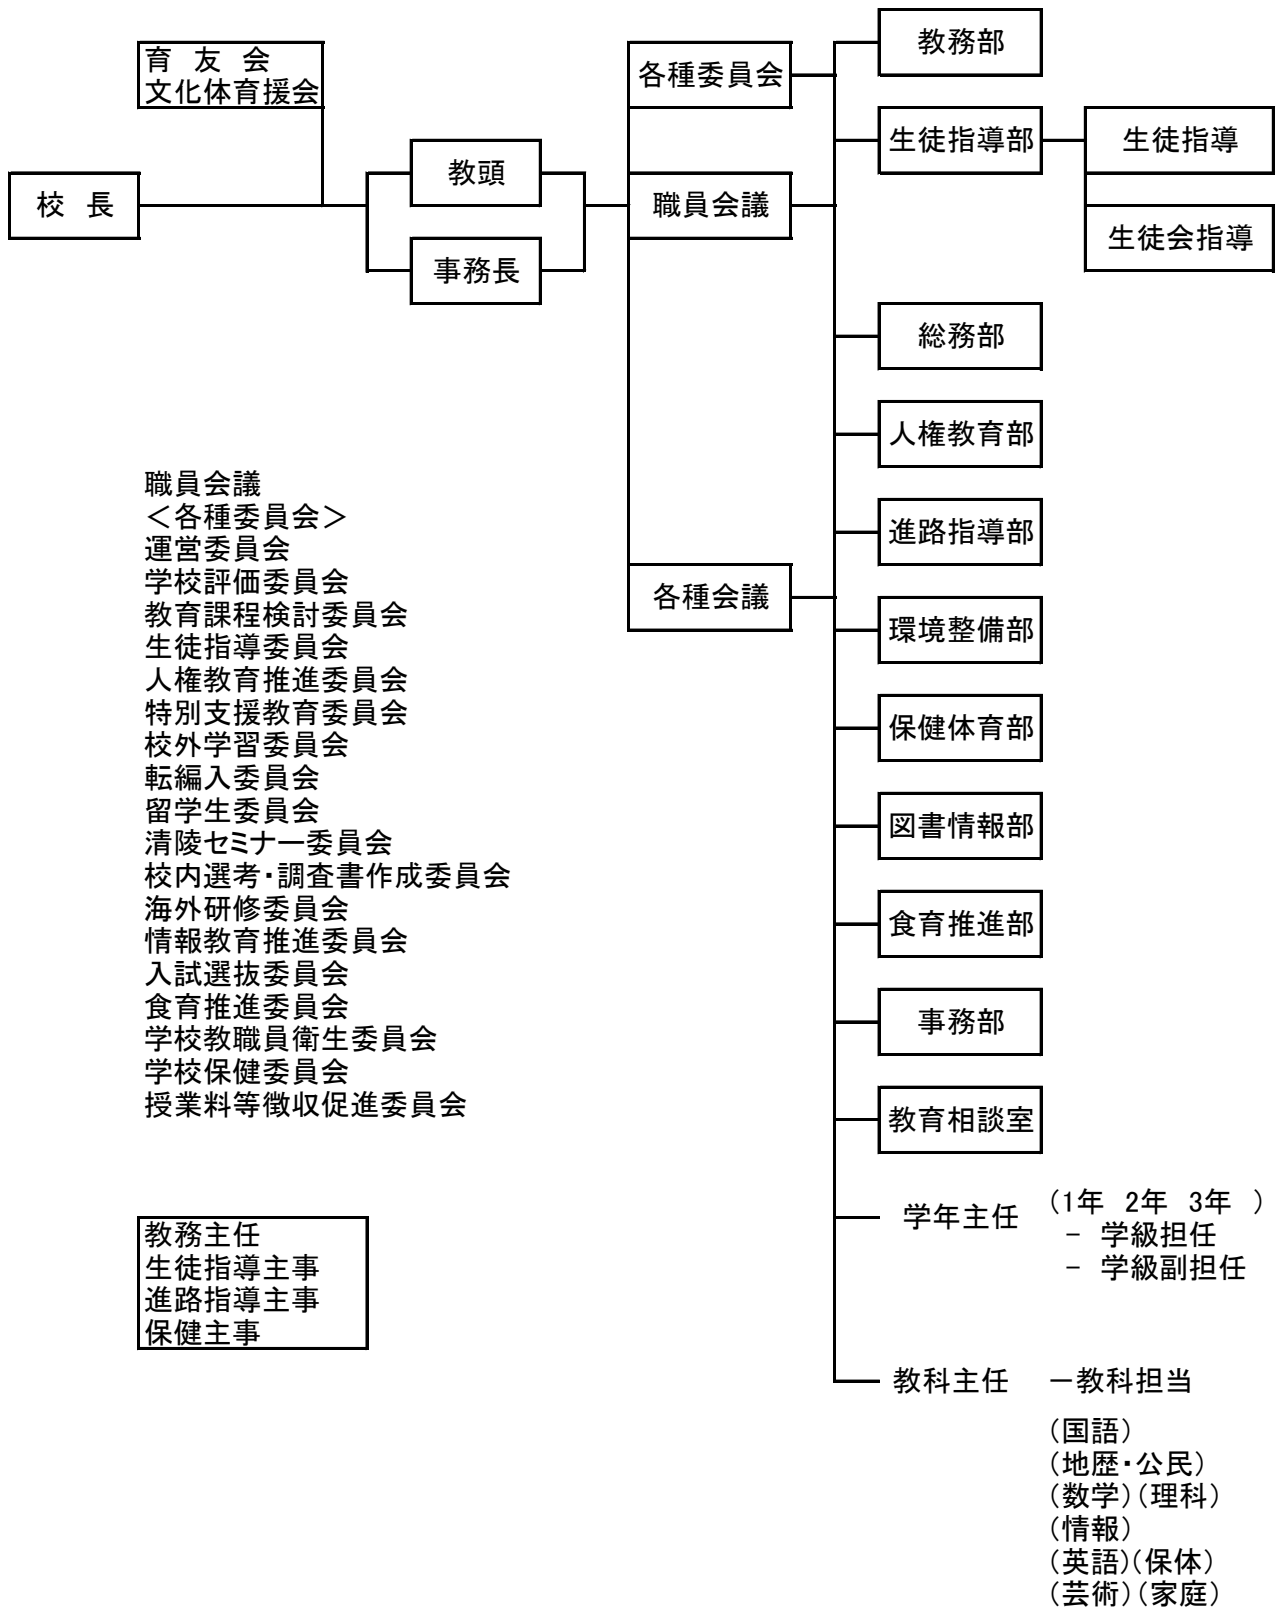 育 友 会
文化体育援会
校 長
教頭
事務長
各種委員会
職員会議
各種会議
教務部
生徒指導部
生徒指導
生徒会指導
総務部
人権教育部
進路指導部
環境整備部
保健体育部
図書情報部
食育推進部
事務部
教育相談室
学年主任
(1年 2年 3年 )
- 学級担任
- 学級副担任
教科主任
－教科担当
(国語)
(地歴・公民)
(数学)(理科)
(情報)
(英語)(保体)
(芸術)(家庭)
職員会議
＜各種委員会＞
運営委員会
学校評価委員会
教育課程検討委員会
生徒指導委員会
人権教育推進委員会
特別支援教育委員会
校外学習委員会
転編入委員会
留学生委員会
清陵セミナー委員会
校内選考・調査書作成委員会
海外研修委員会
情報教育推進委員会
入試選抜委員会
食育推進委員会
学校教職員衛生委員会
学校保健委員会
授業料等徴収促進委員会
教務主任
生徒指導主事
進路指導主事
保健主事